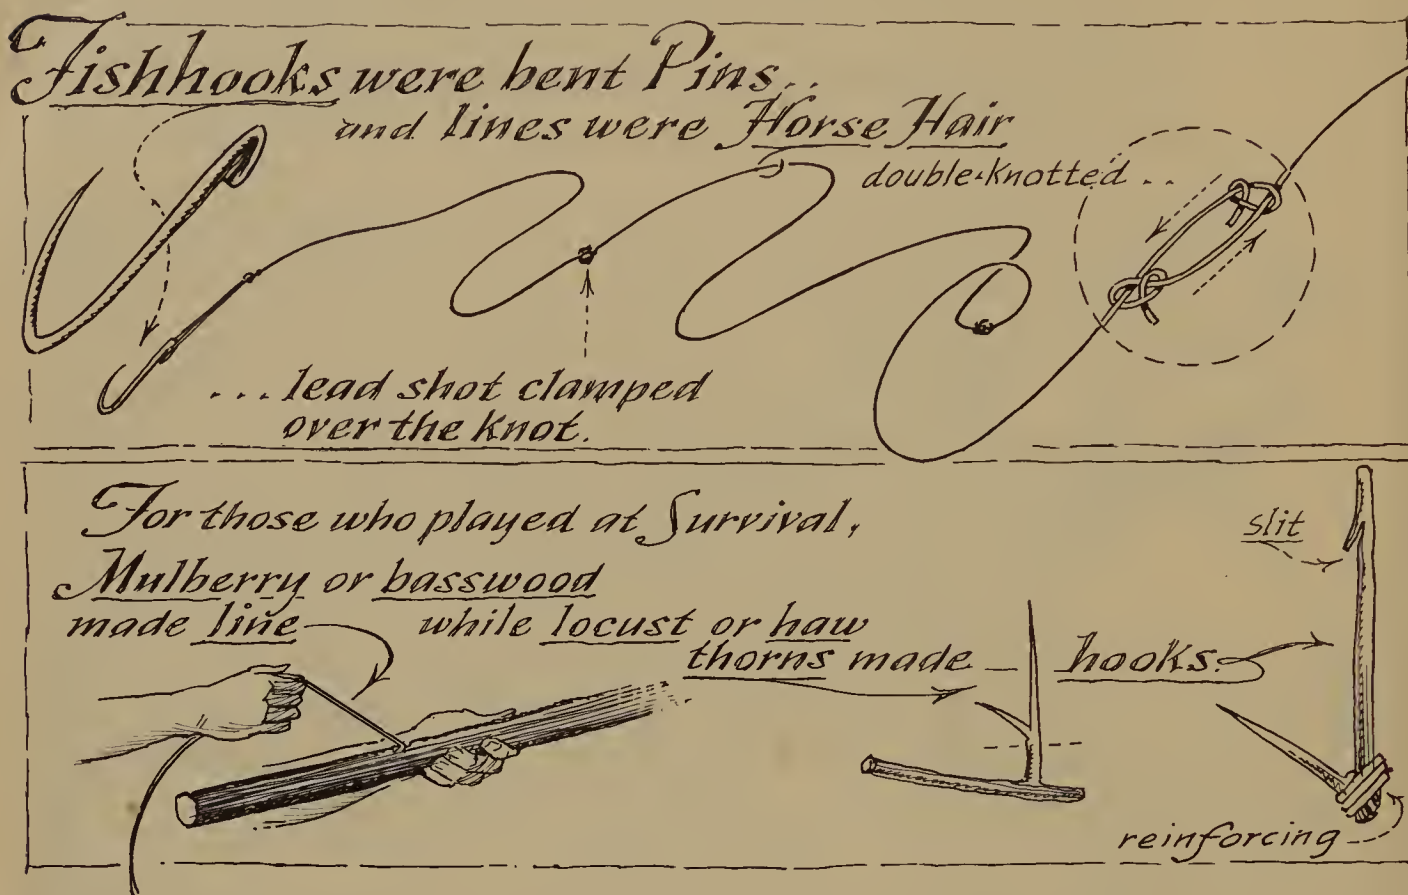 Fishhooks were bent Pins..
and lines were Horse Hair
double-knotted . .
... lead shot clamped
over the knot.
For those who played at Survival,
Mulberry or basswood
made line
while locust or haw
thorns made
hooks.
slit
reinforcing